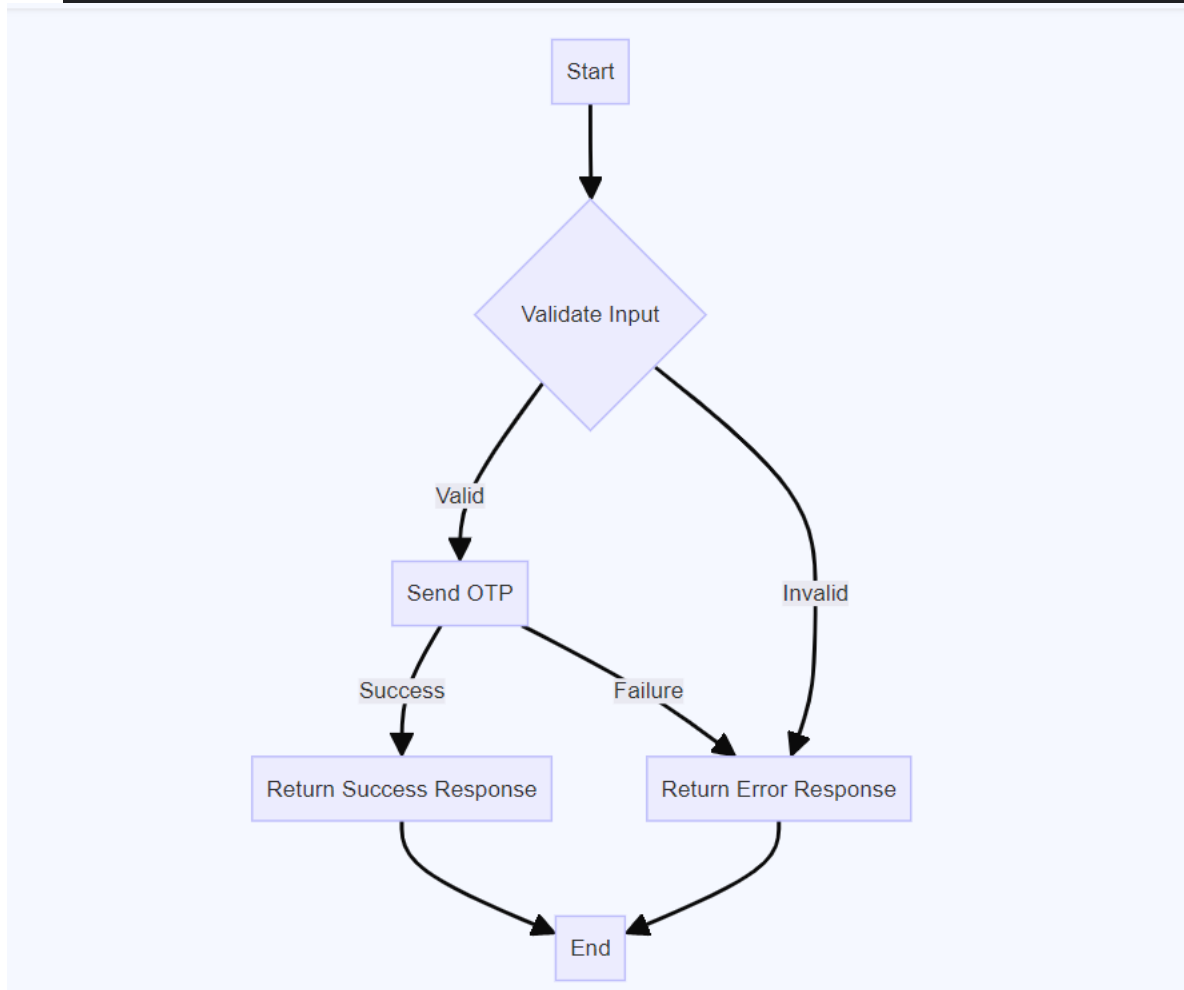 Start
Validate Input
Valid
Send OTP
Invalid
Success
Failure
Return Success Response
Return Error Response
End